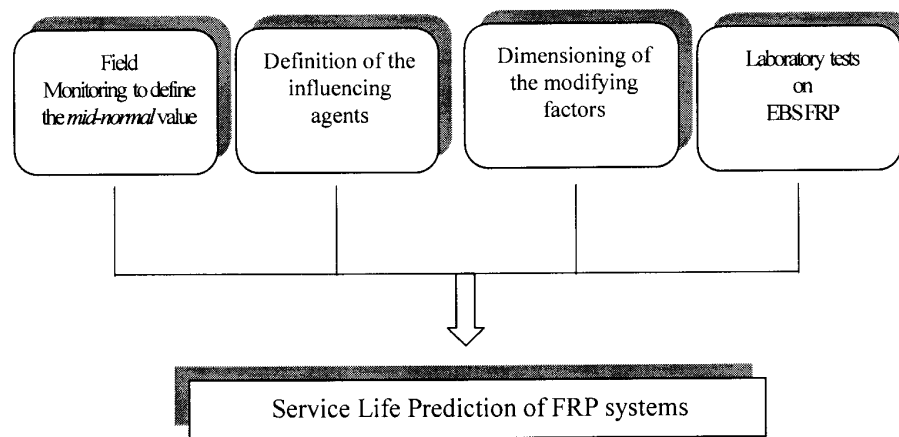 Field
Monitoring to define
the mid-normal value
Definition of the
influencing
agents
Dimensioning of
the modifying
factors
Laboratory tests
on
EBS FRP
Service Life Prediction of FRP systems